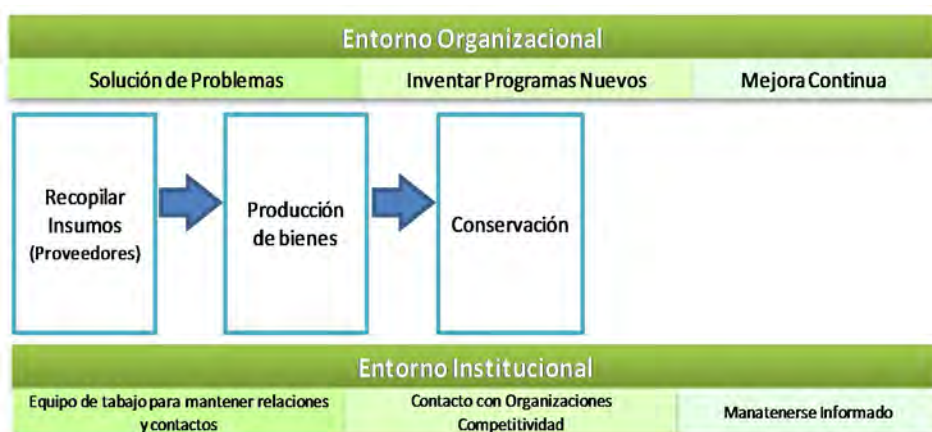 Entorno Organizacional
Solución de Problemas
Inventar Programas Nuevos
Mejora Continua
Recopilar
Insumos
(Proveedores)
Producción
de bienes
Conservación
Entorno Institucional
Equipo de tabajo para mantener relaciones
y contactos
Contacto con Organizaciones
Competitividad
Manatenerse Informado